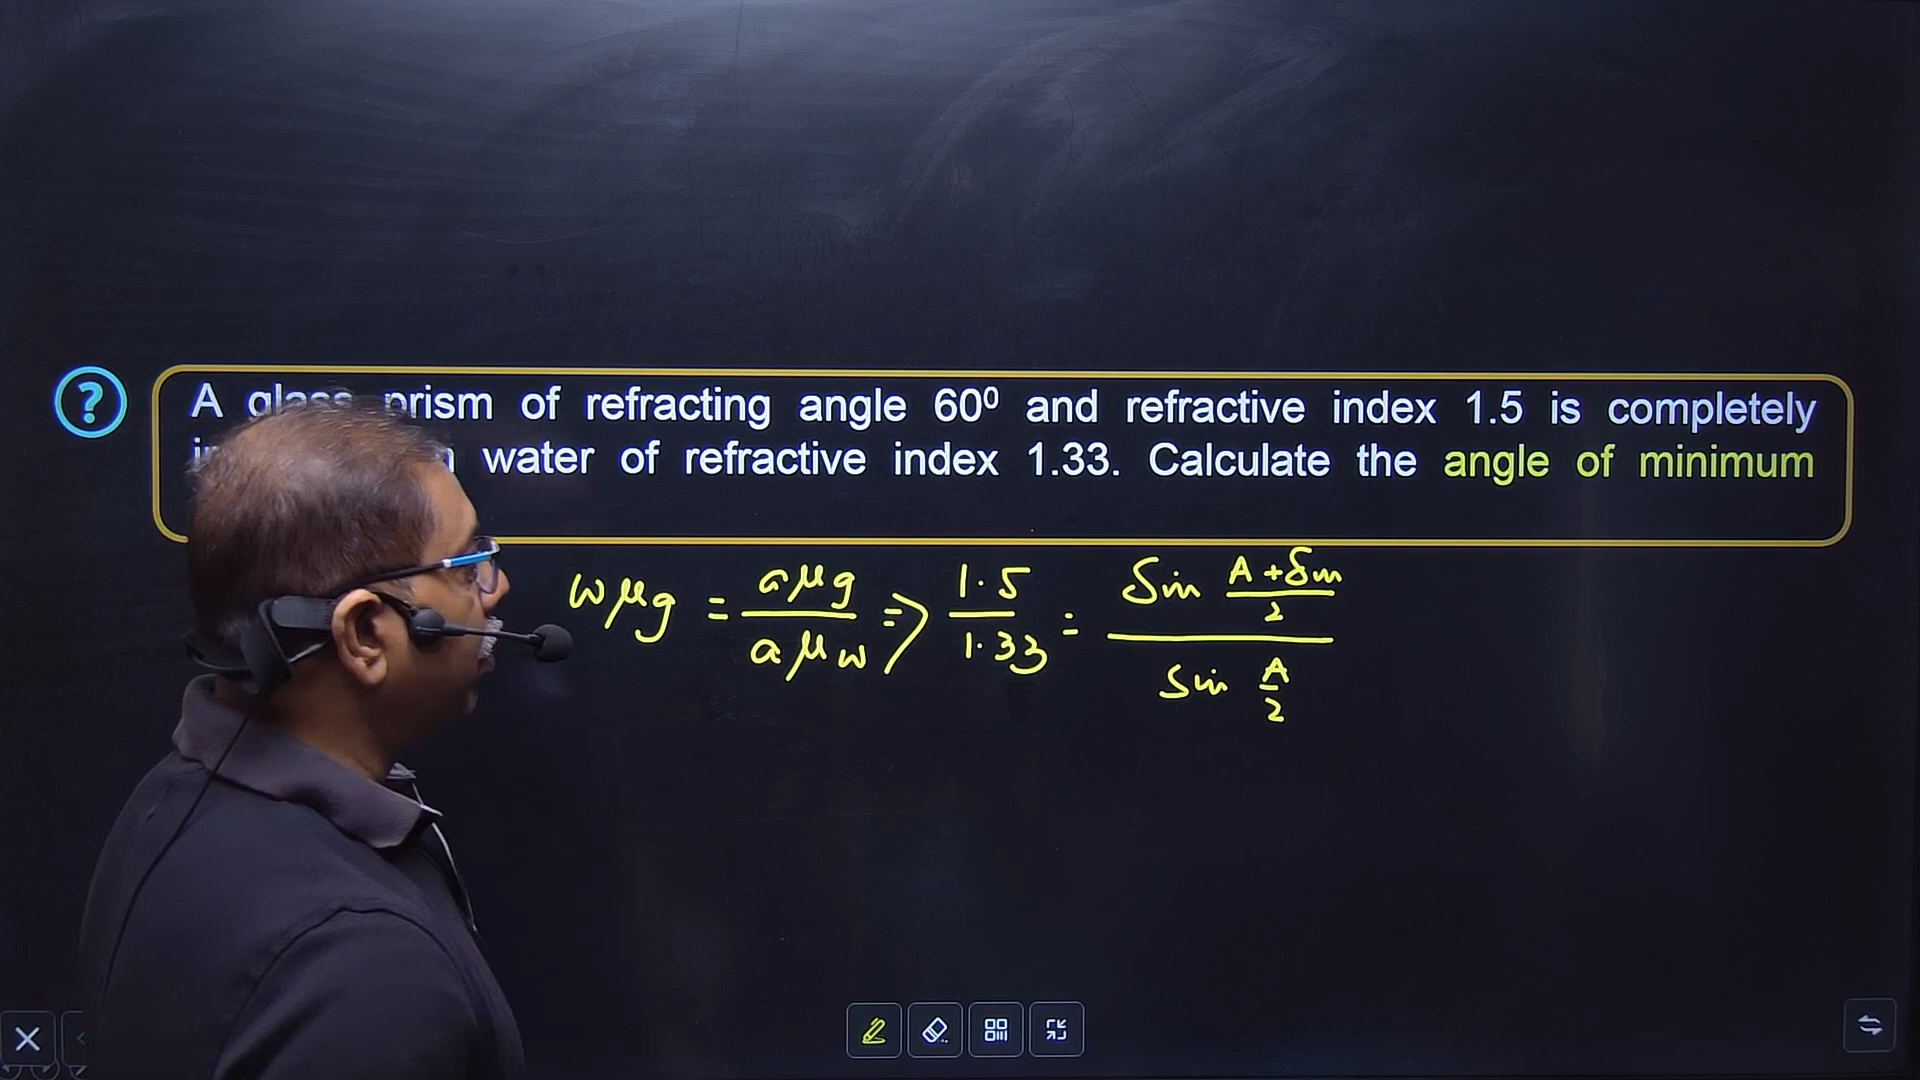 ?
A glass prism of refracting angle 60⁰ and refractive index 1.5 is completely
water of refractive index 1.33. Calculate the angle of minimum
wμg = aμg / aμw => 1.5 / 1.33 = Sin (A+δm / 2) / Sin (A / 2)